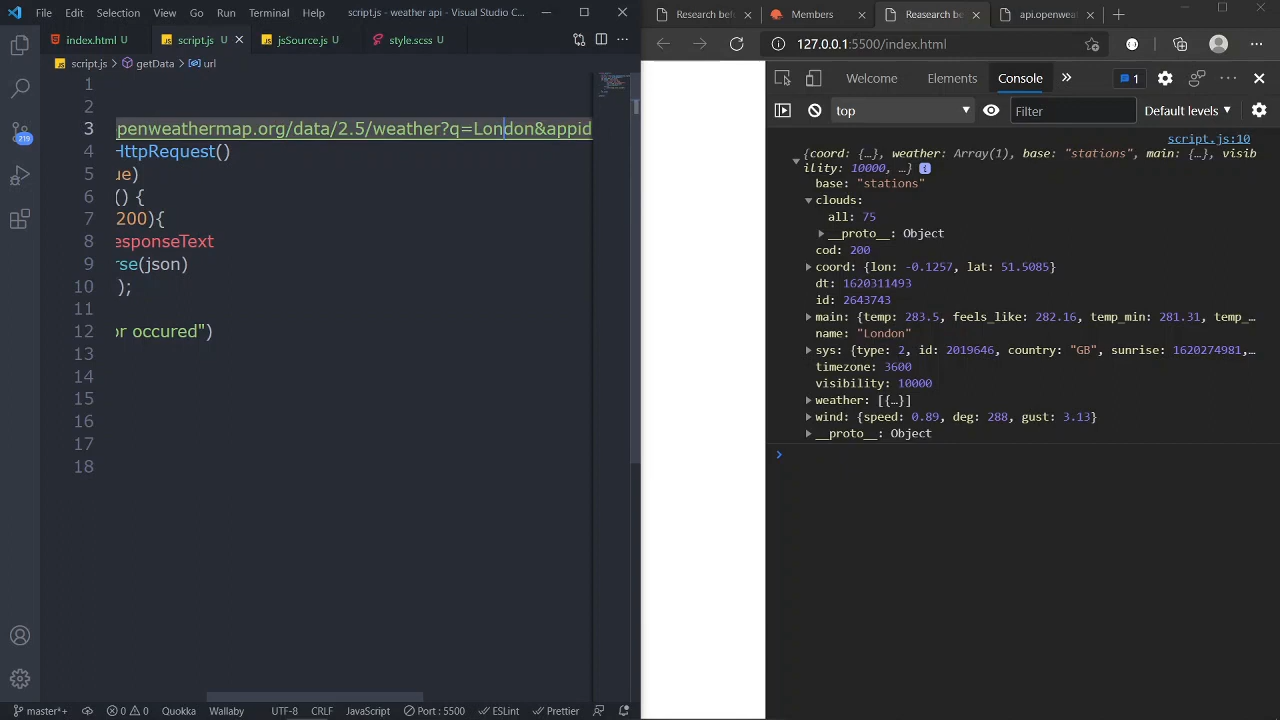 File Edit Selection View Go Run Terminal Help script.js - weather api - Visual Studio C...
index.html U
script.js U
jsSource.js U
style.scss U
script.js > getData > url
1
2
3 penweathermap.org/data/2.5/weather?q=London&appid
4 HttpRequest()
5 ue)
6 () {
7 200){
8 esponseText
9 rse(json)
10 );
11
12 or occured")
13
14
15
16
17
18
219
master*+ 0 0 Quokka Wallaby UTF-8 CRLF JavaScript Port : 5500 ESLint Prettier
Research bef
Members
Reasearch be
api.openweat
127.0.0.1:5500/index.html
Welcome Elements Console 1
top Filter Default levels
script.js:10
{coord: {…}, weather: Array(1), base: "stations", main: {…}, visib
ility: 10000, …}
base: "stations"
clouds:
all: 75
__proto__: Object
cod: 200
coord: {lon: -0.1257, lat: 51.5085}
dt: 1620311493
id: 2643743
main: {temp: 283.5, feels_like: 282.16, temp_min: 281.31, temp_…
name: "London"
sys: {type: 2, id: 2019646, country: "GB", sunrise: 1620274981,…
timezone: 3600
visibility: 10000
weather: [{…}]
wind: {speed: 0.89, deg: 288, gust: 3.13}
__proto__: Object